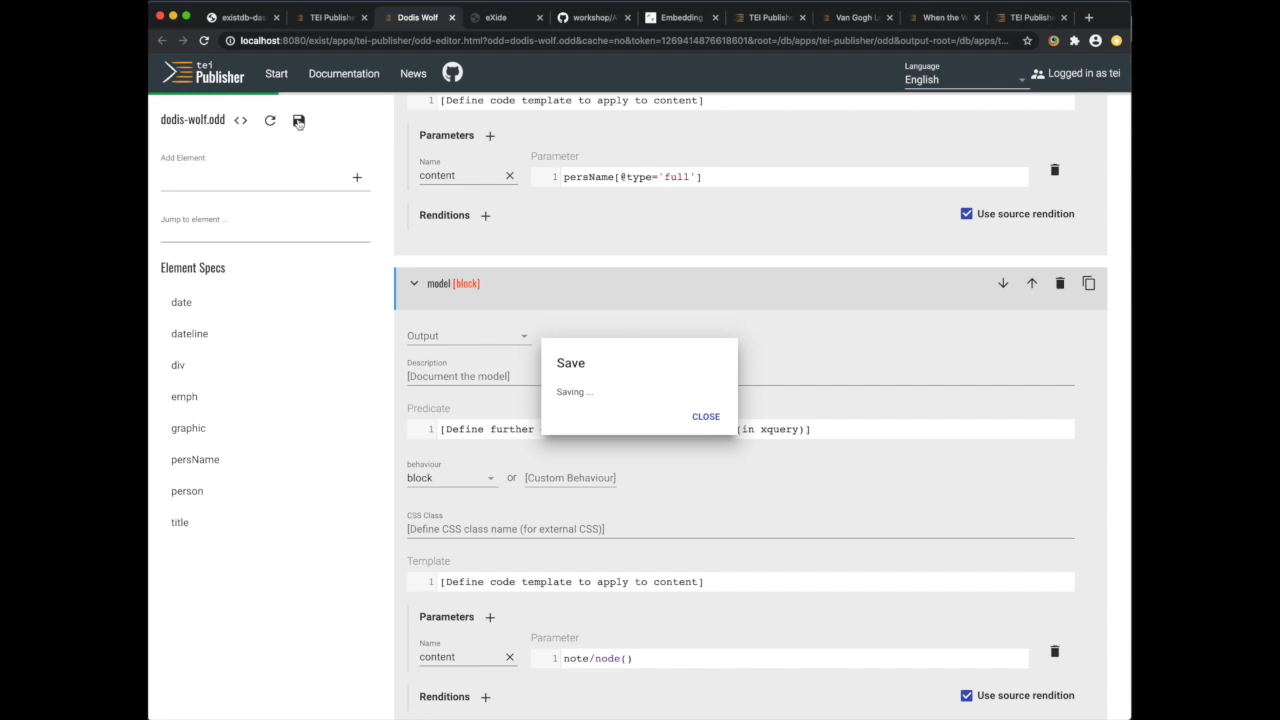 existdb-das
TEI Publishe
Dodis Wolf
eXide
workshop/A
Embedding
TEI Publishe
Van Gogh L
When the W
TEI Publishe
localhost:8080/exist/apps/tei-publisher/odd-editor.html?odd=dodis-wolf.odd&cache=no&token=1269414876618601&root=/db/apps/tei-publisher/odd&output-root=/db/apps/t...
tei Publisher
Start
Documentation
News
Language
English
Logged in as tei
dodis-wolf.odd
Add Element
Jump to element ...
Element Specs
date
dateline
div
emph
graphic
persName
person
title
1 [Define code template to apply to content]
Parameters
Name
Parameter
content
1 persName[@type='full']
Renditions
Use source rendition
model [block]
Output
Description
[Document the model]
Predicate
1 [Define further
(in xquery)]
Save
Saving ...
CLOSE
behaviour
block
or
[Custom Behaviour]
CSS Class
[Define CSS class name (for external CSS)]
Template
1 [Define code template to apply to content]
Parameters
Name
Parameter
content
1 note/node()
Renditions
Use source rendition